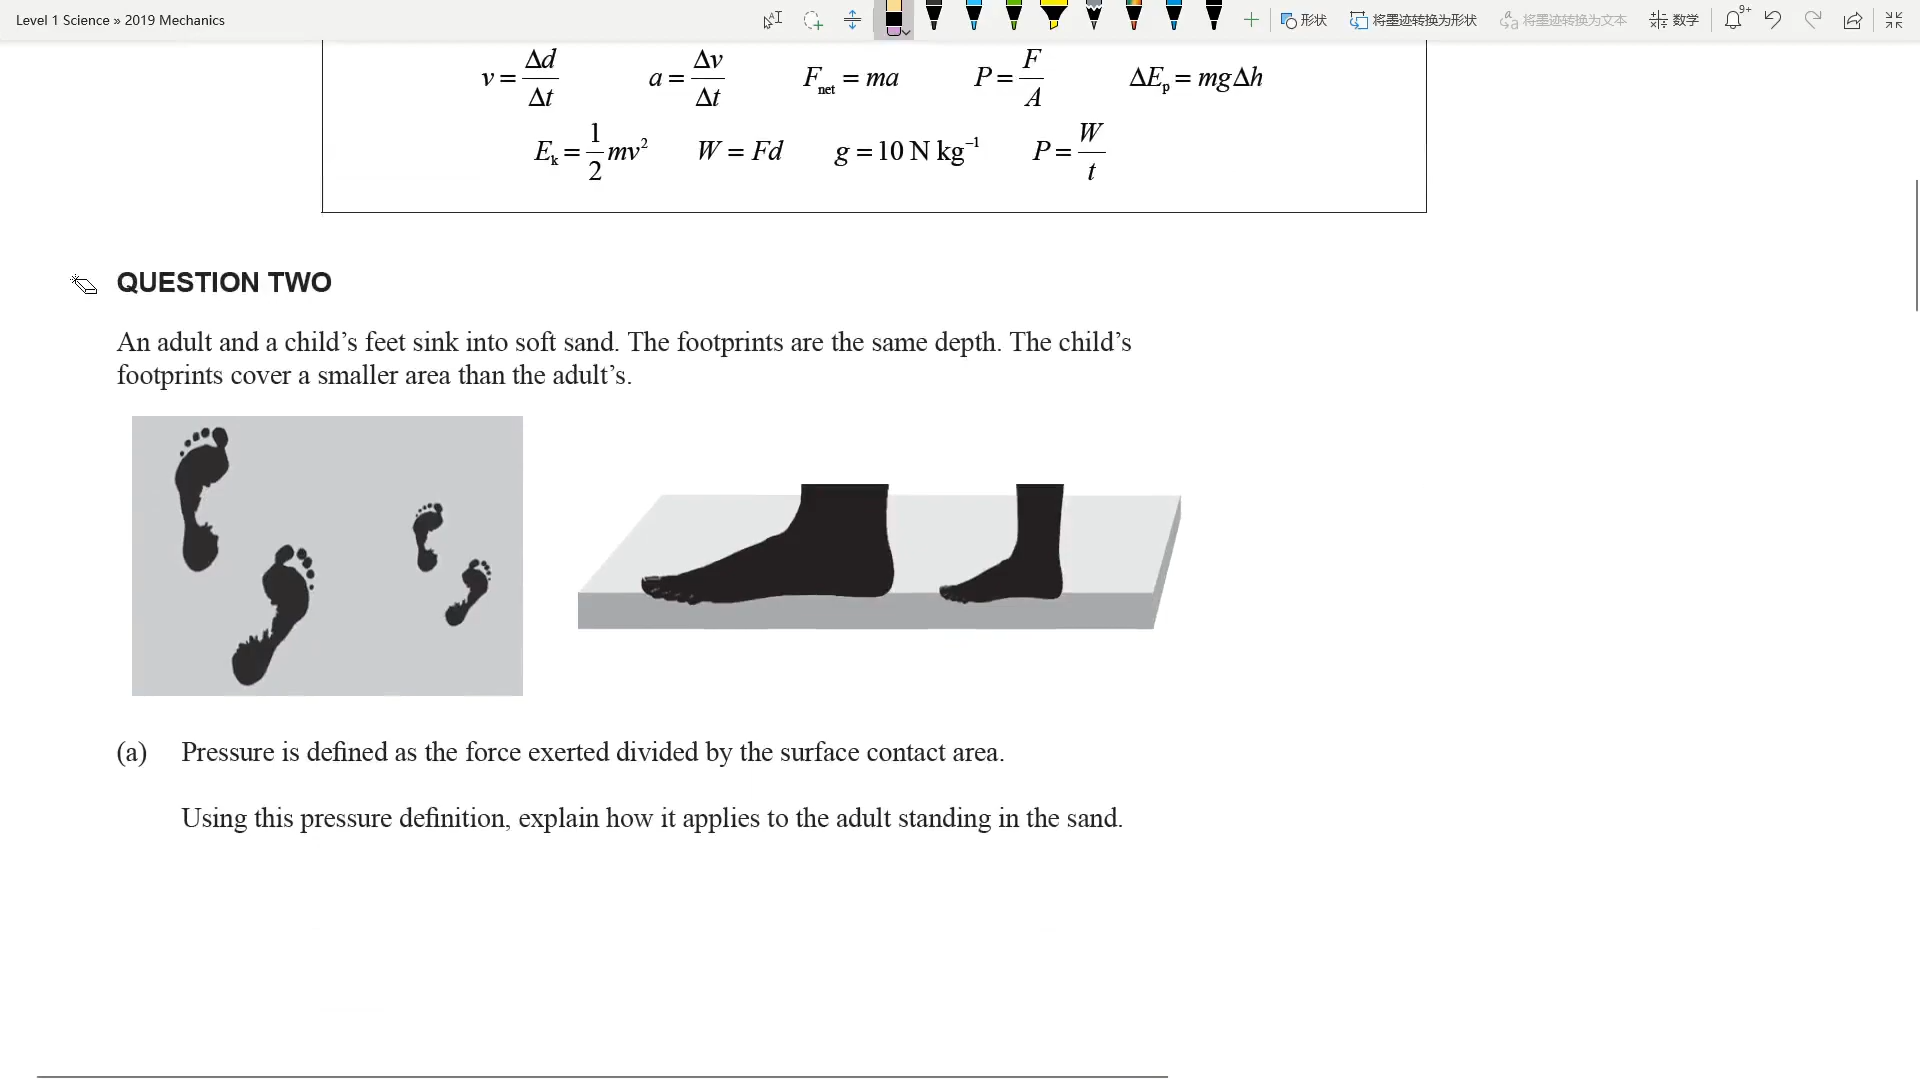 Level 1 Science » 2019 Mechanics
形状 将墨迹转换为形状 将墨迹转换为文本 数学 9+
v = Δd/Δt a = Δv/Δt Fnet = ma P = F/A ΔEp = mgΔh
Ek = 1/2 mv² W = Fd g = 10 N kg⁻¹ P = W/t
QUESTION TWO
An adult and a child’s feet sink into soft sand. The footprints are the same depth. The child’s
footprints cover a smaller area than the adult’s.
(a) Pressure is defined as the force exerted divided by the surface contact area.
Using this pressure definition, explain how it applies to the adult standing in the sand.